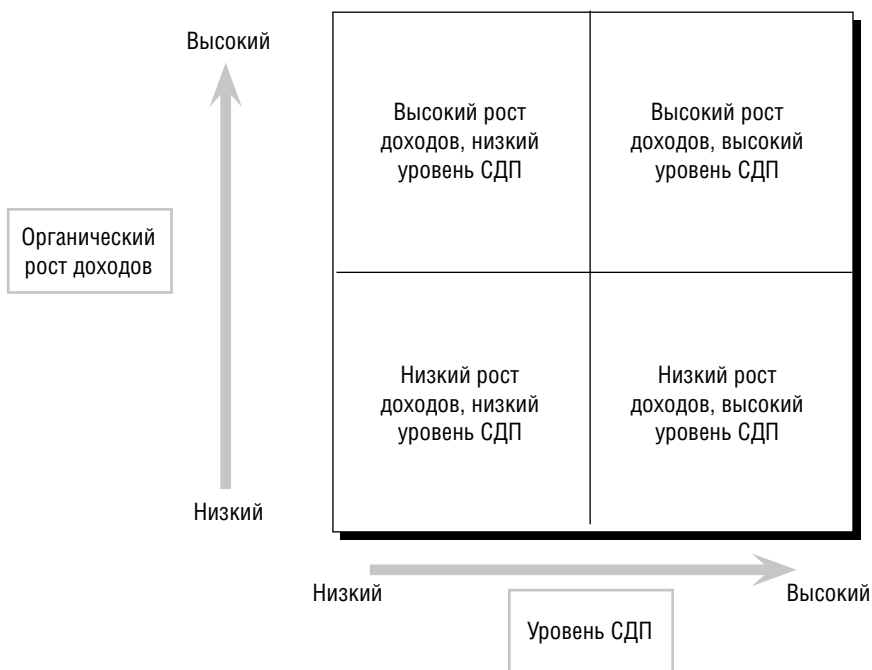 Высокий
Органический
рост доходов
Низкий
Высокий рост
доходов, низкий
уровень СДП
Высокий рост
доходов, высокий
уровень СДП
Низкий рост
доходов, низкий
уровень СДП
Низкий рост
доходов, высокий
уровень СДП
Низкий
Высокий
Уровень СДП